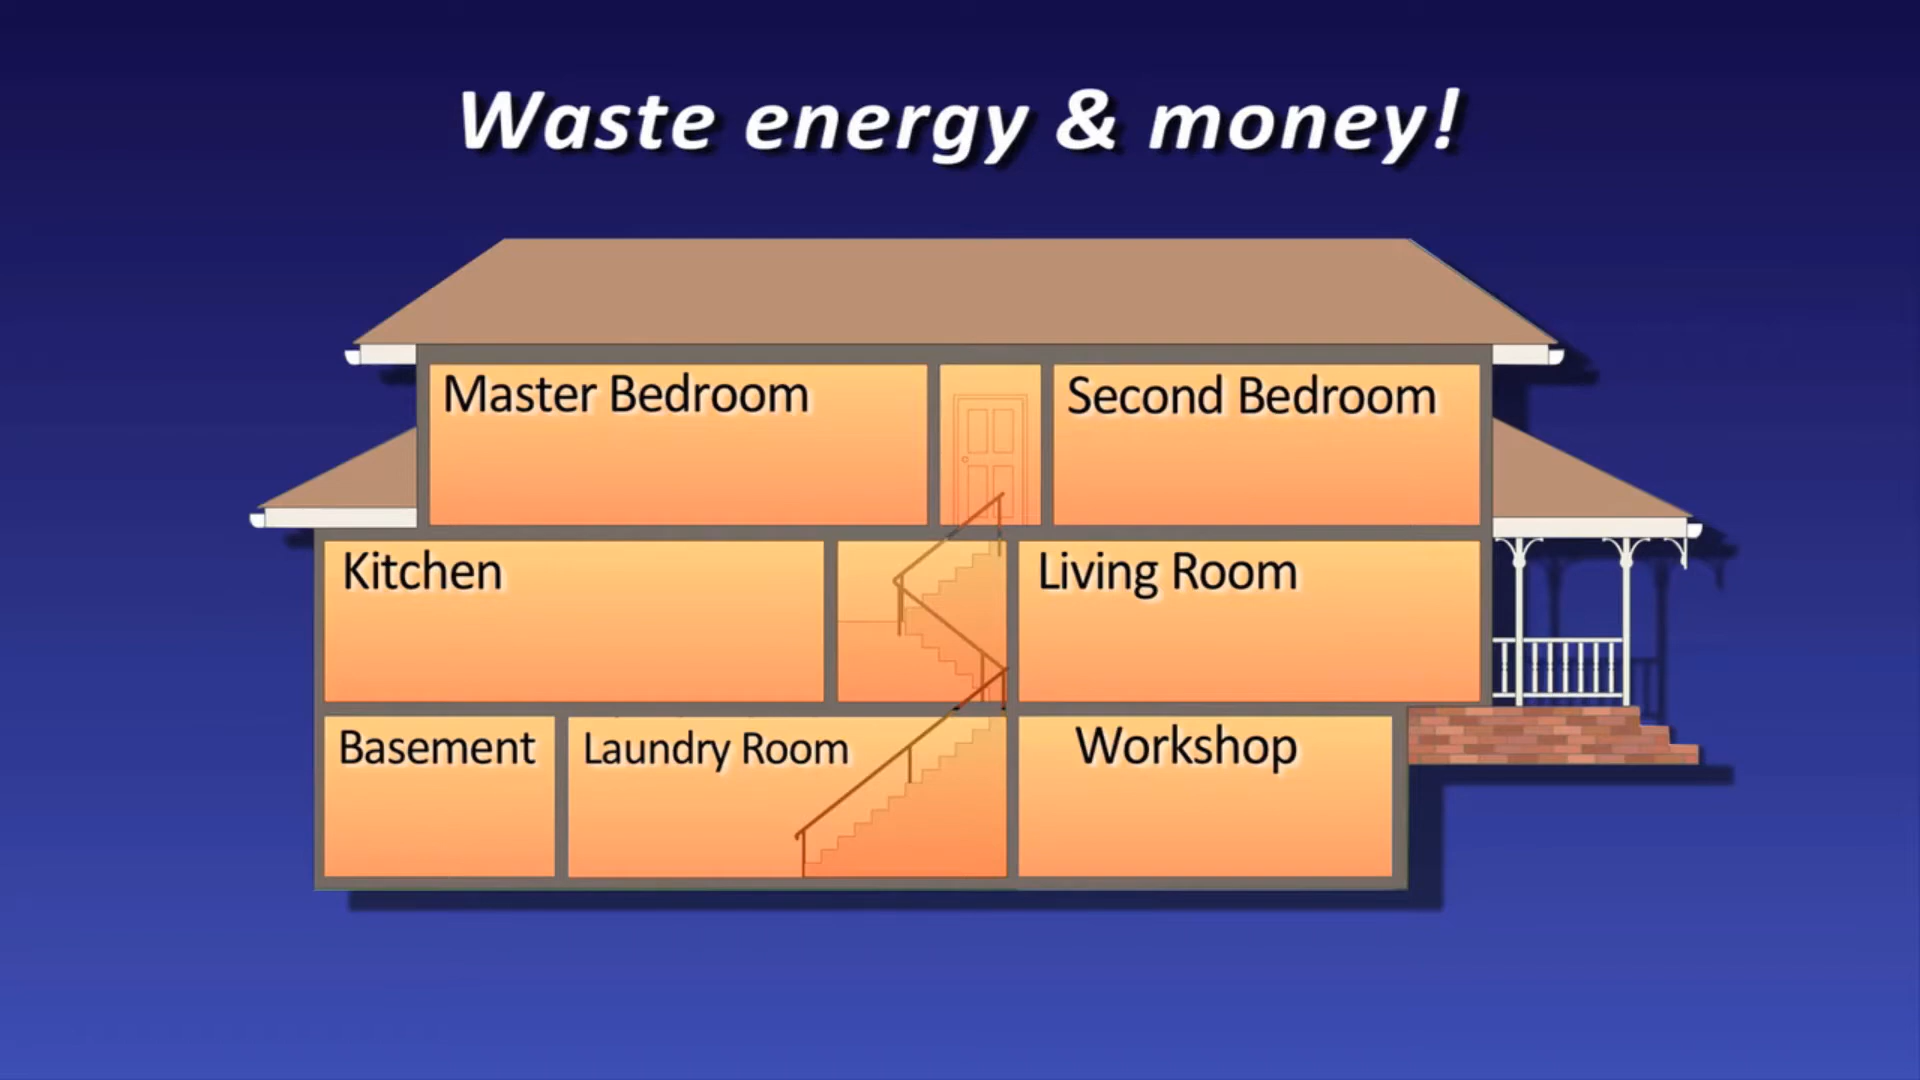 Waste energy & money!
Master Bedroom
Second Bedroom
Kitchen
Living Room
Basement
Laundry Room
Workshop